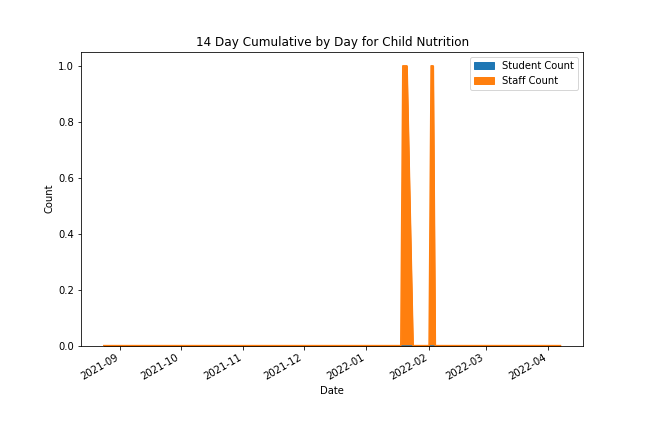 14 Day Cumulative by Day for Child Nutrition
Student Count
Staff Count
1.0
0.8
0.6
0.4
0.2
0.0
Count
2021-09
2021-10
2021-11
2021-12
2022-01
2022-02
2022-03
2022-04
Date